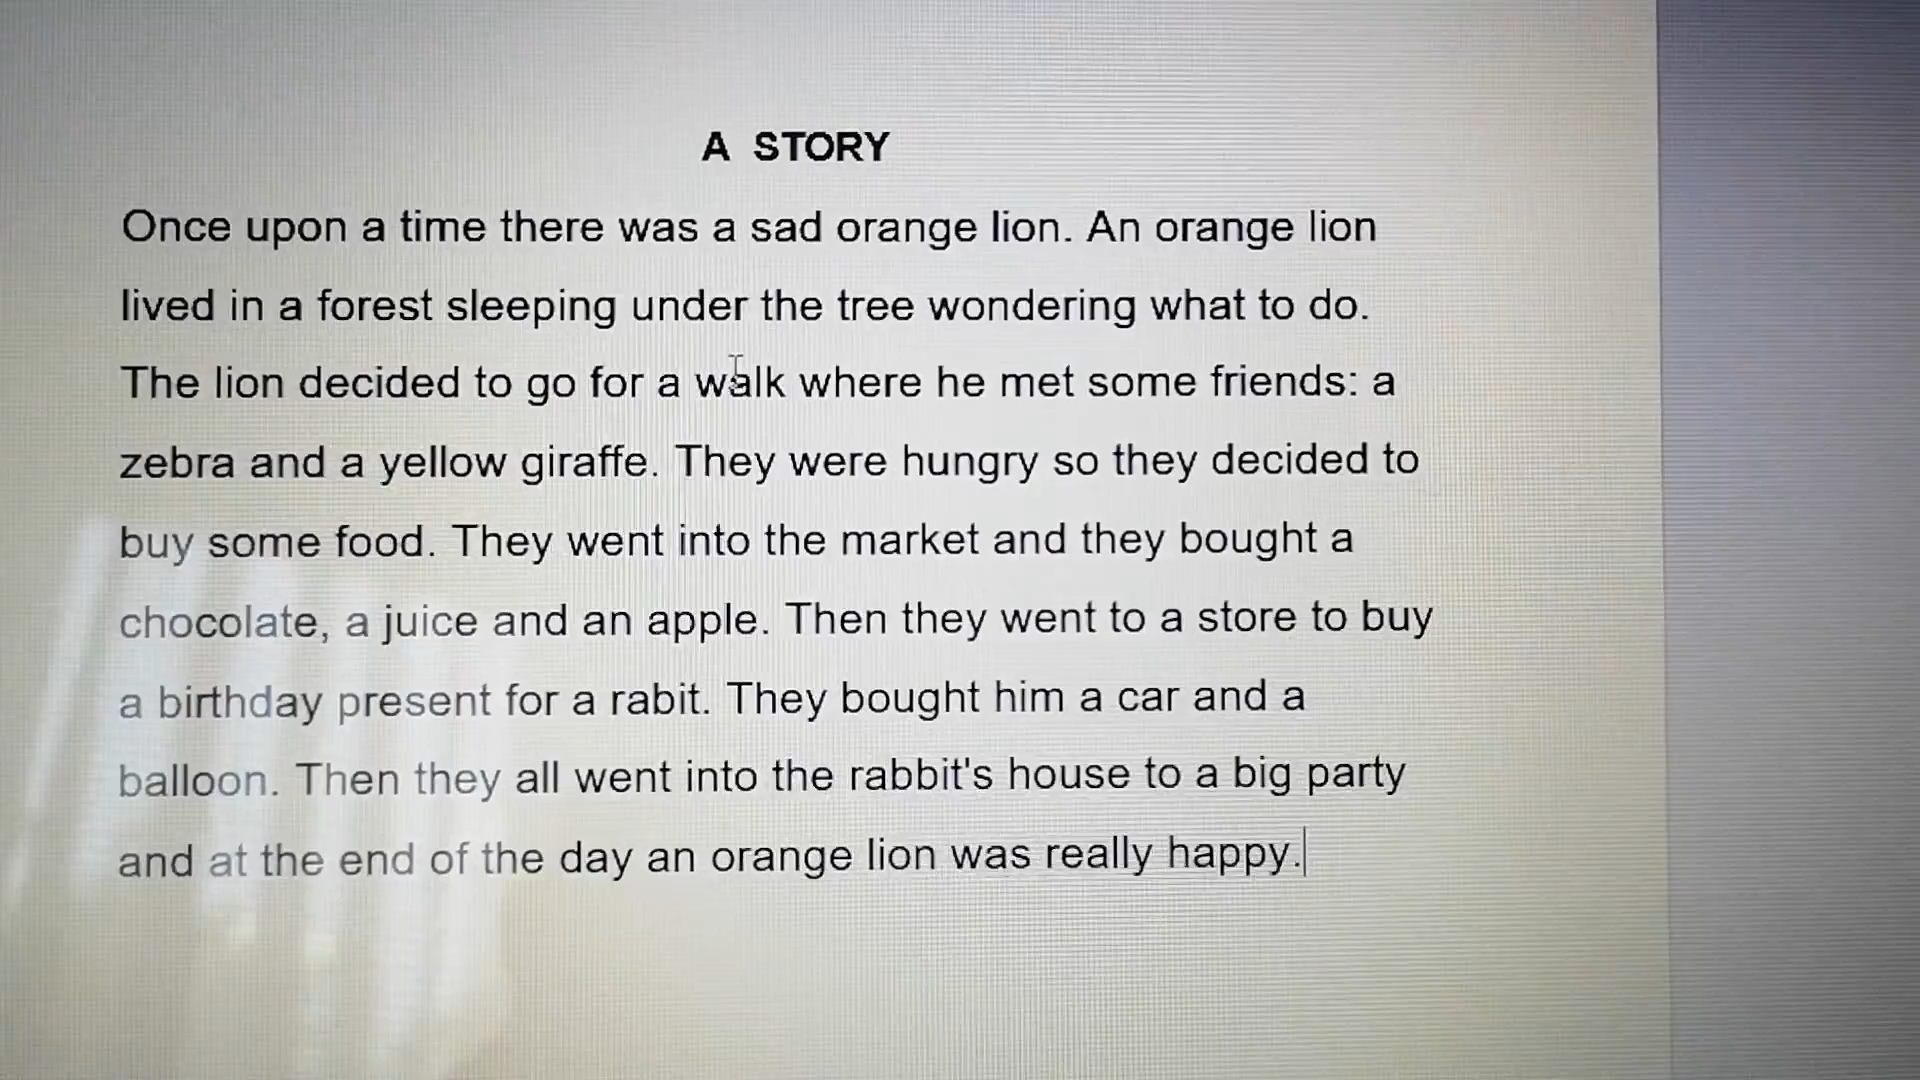 A STORY
Once upon a time there was a sad orange lion. An orange lion
lived in a forest sleeping under the tree wondering what to do.
The lion decided to go for a walk where he met some friends: a
zebra and a yellow giraffe. They were hungry so they decided to
buy some food. They went into the market and they bought a
chocolate, a juice and an apple. Then they went to a store to buy
a birthday present for a rabit. They bought him a car and a
balloon. Then they all went into the rabbit's house to a big party
and at the end of the day an orange lion was really happy.